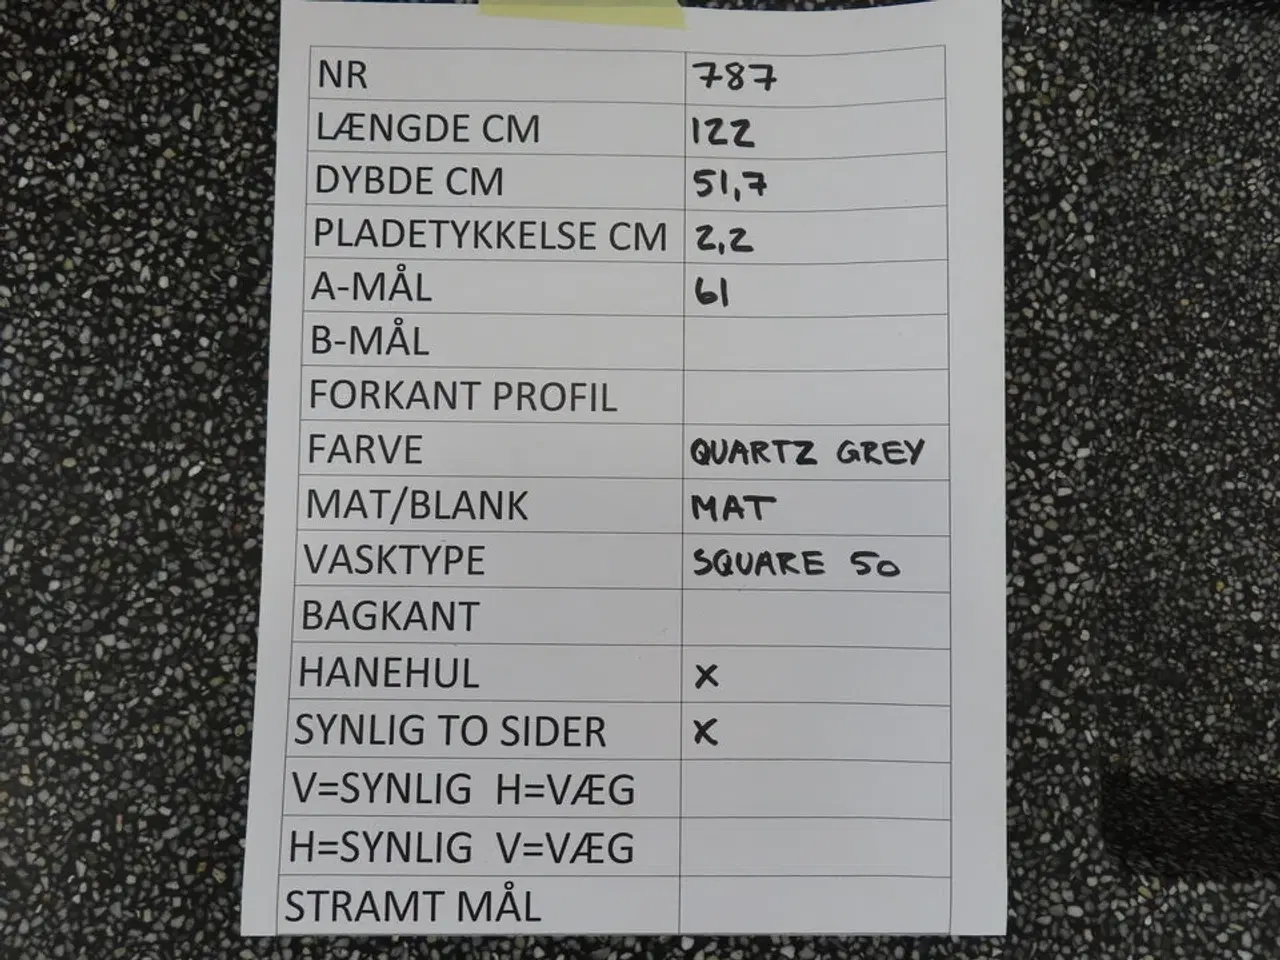 NR 787
LÆNGDE CM 122
DYBDE CM 51,7
PLADETYKKELSE CM 2,2
A-MÅL 61
B-MÅL
FORKANT PROFIL
FARVE QUARTZ GREY
MAT/BLANK MAT
VASKTYPE SQUARE 50
BAGKANT
HANEHUL X
SYNLIG TO SIDER X
V=SYNLIG H=VÆG
H=SYNLIG V=VÆG
STRAMT MÅL